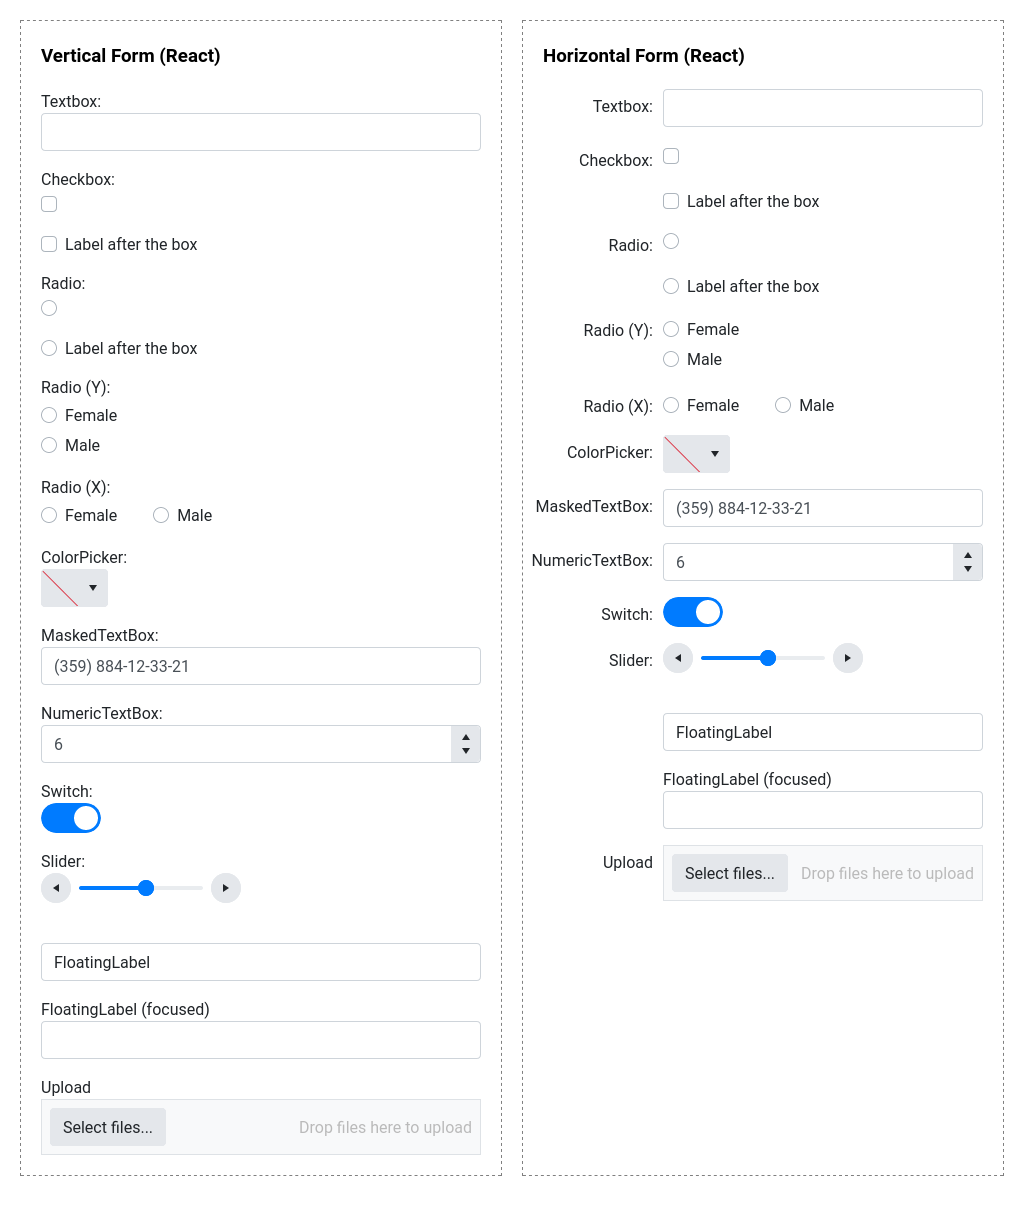 Vertical Form (React)
Textbox:
Checkbox:
Label after the box
Radio:
Label after the box
Radio (Y):
Female
Male
Radio (X):
Female Male
ColorPicker:
MaskedTextBox:
(359) 884-12-33-21
NumericTextBox:
6
Switch:
Slider:
FloatingLabel
FloatingLabel (focused)
Upload
Select files... Drop files here to upload
Horizontal Form (React)
Textbox:
Checkbox:
Label after the box
Radio:
Label after the box
Radio (Y): Female
Male
Radio (X): Female Male
ColorPicker:
MaskedTextBox: (359) 884-12-33-21
NumericTextBox: 6
Switch:
Slider:
FloatingLabel
FloatingLabel (focused)
Upload Select files... Drop files here to upload